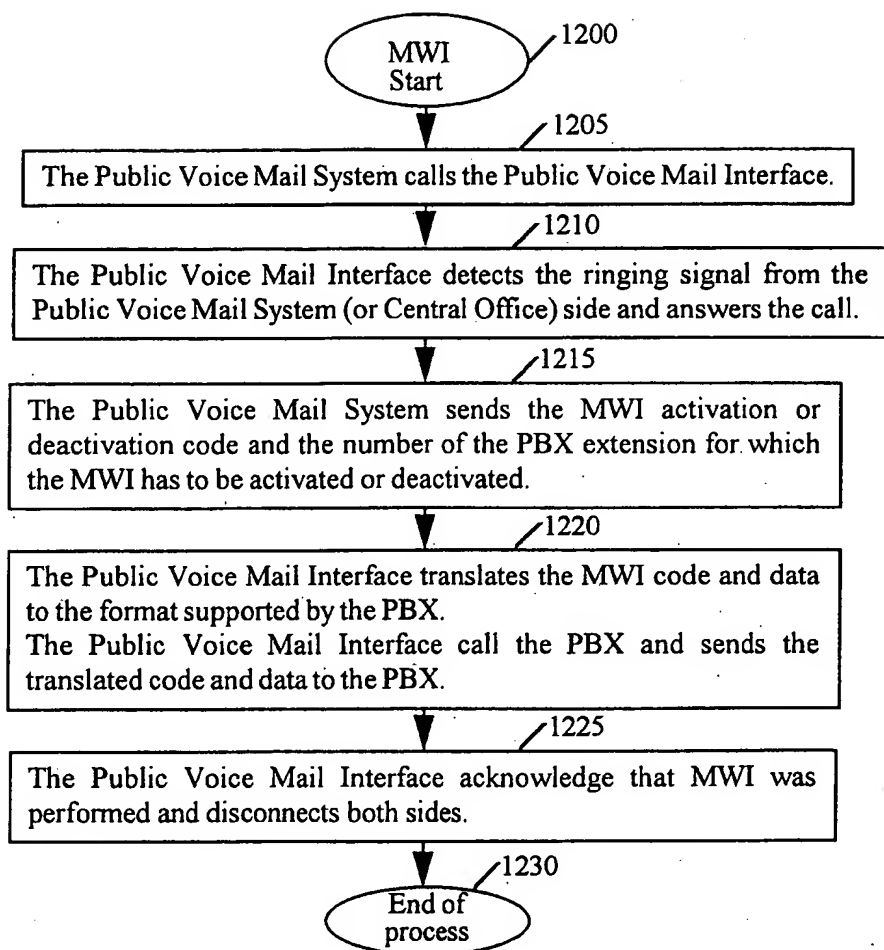 MWI
Start
1200
1205
The Public Voice Mail System calls the Public Voice Mail Interface.
1210
The Public Voice Mail Interface detects the ringing signal from the
Public Voice Mail System (or Central Office) side and answers the call.
1215
The Public Voice Mail System sends the MWI activation or
deactivation code and the number of the PBX extension for which
the MWI has to be activated or deactivated.
1220
The Public Voice Mail Interface translates the MWI code and data
to the format supported by the PBX.
The Public Voice Mail Interface call the PBX and sends the
translated code and data to the PBX.
1225
The Public Voice Mail Interface acknowledge that MWI was
performed and disconnects both sides.
1230
End of
process